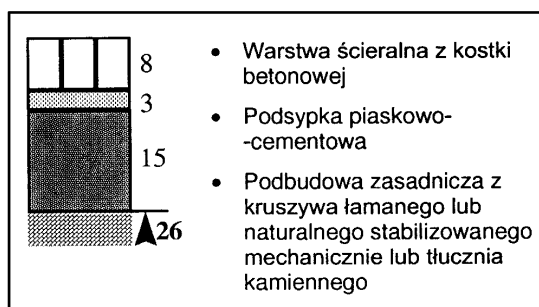 8
3
15
26
• Warstwa ścieralna z kostki
betonowej
• Podsypka piaskowo-
-cementowa
• Podbudowa zasadnicza z
kruszywa łamanego lub
naturalnego stabilizowanego
mechanicznie lub tłucznia
kamiennego